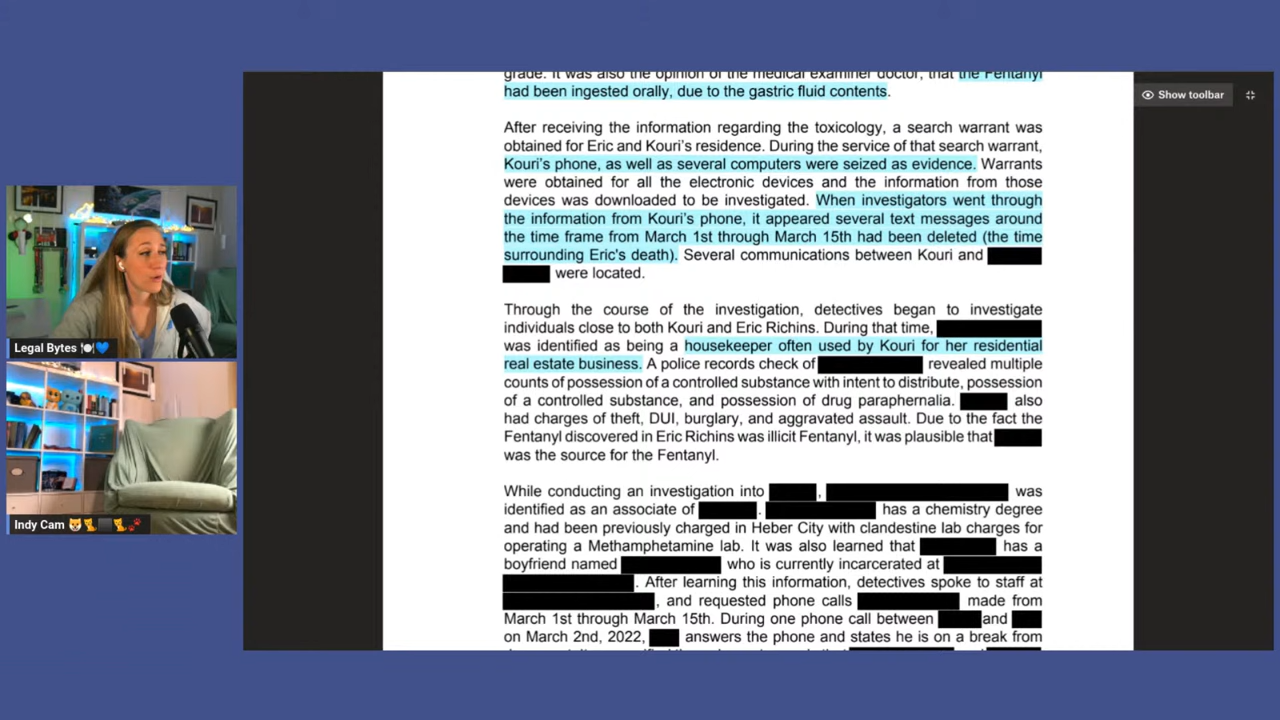 grade. It was also the opinion of the medical examiner doctor, that the Fentanyl
had been ingested orally, due to the gastric fluid contents.
After receiving the information regarding the toxicology, a search warrant was
obtained for Eric and Kouri's residence. During the service of that search warrant,
Kouri's phone, as well as several computers were seized as evidence. Warrants
were obtained for all the electronic devices and the information from those
devices was downloaded to be investigated. When investigators went through
the information from Kouri's phone, it appeared several text messages around
the time frame from March 1st through March 15th had been deleted (the time
surrounding Eric's death). Several communications between Kouri and
were located.
Through the course of the investigation, detectives began to investigate
individuals close to both Kouri and Eric Richins. During that time,
was identified as being a housekeeper often used by Kouri for her residential
real estate business. A police records check of revealed multiple
counts of possession of a controlled substance with intent to distribute, possession
of a controlled substance, and possession of drug paraphernalia. also
had charges of theft, DUI, burglary, and aggravated assault. Due to the fact the
Fentanyl discovered in Eric Richins was illicit Fentanyl, it was plausible that
was the source for the Fentanyl.
While conducting an investigation into , was
identified as an associate of . has a chemistry degree
and had been previously charged in Heber City with clandestine lab charges for
operating a Methamphetamine lab. It was also learned that has a
boyfriend named who is currently incarcerated at
. After learning this information, detectives spoke to staff at
, and requested phone calls made from
March 1st through March 15th. During one phone call between and
on March 2nd, 2022, answers the phone and states he is on a break from
Show toolbar
Legal Bytes
Indy Cam